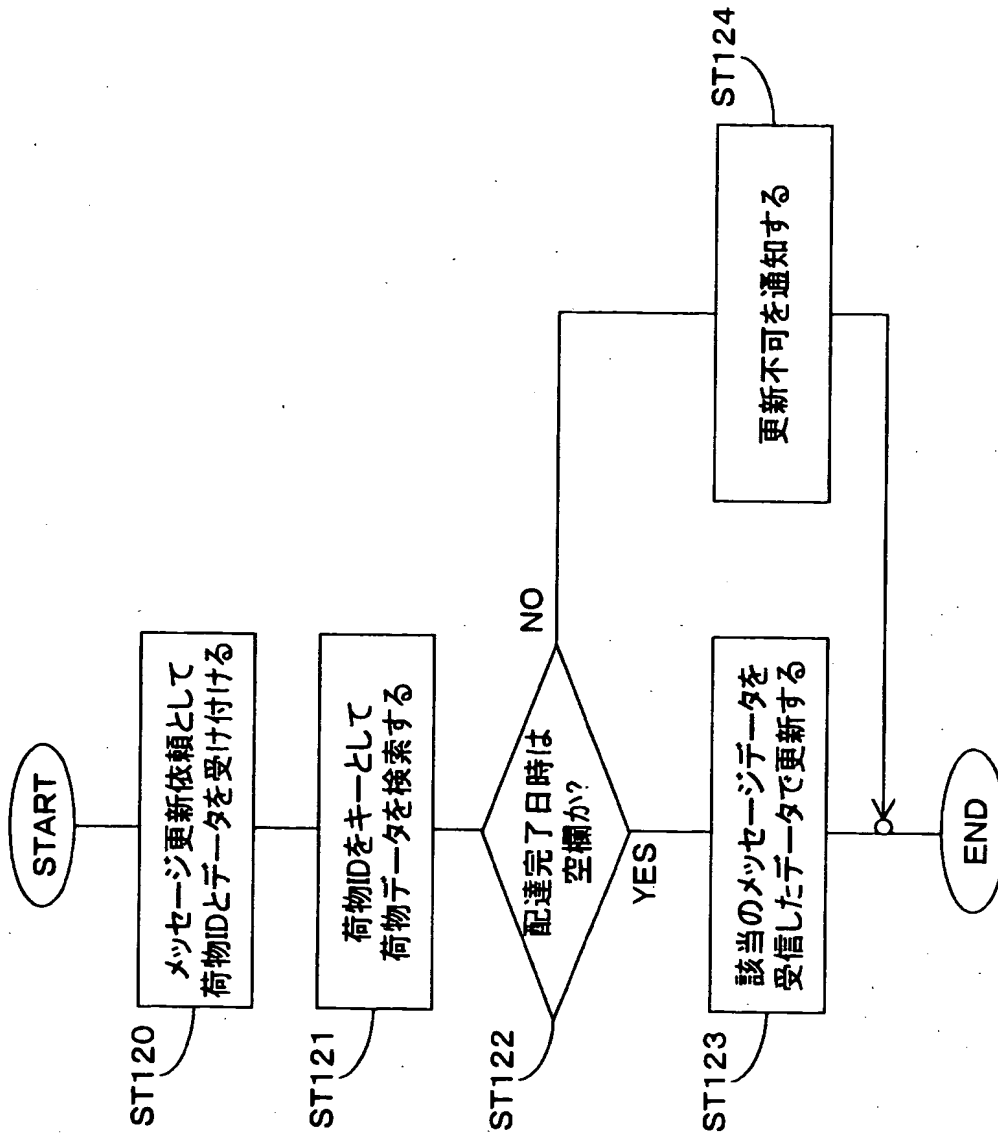 START
ST120
メッセージ更新依頼として
荷物IDとデータを受け付ける
ST121
荷物IDをキーとして
荷物データを検索する
ST122
配達完了日時は
空欄か?
NO
YES
ST123
該当のメッセージデータを
受信したデータで更新する
ST124
更新不可を通知する
END